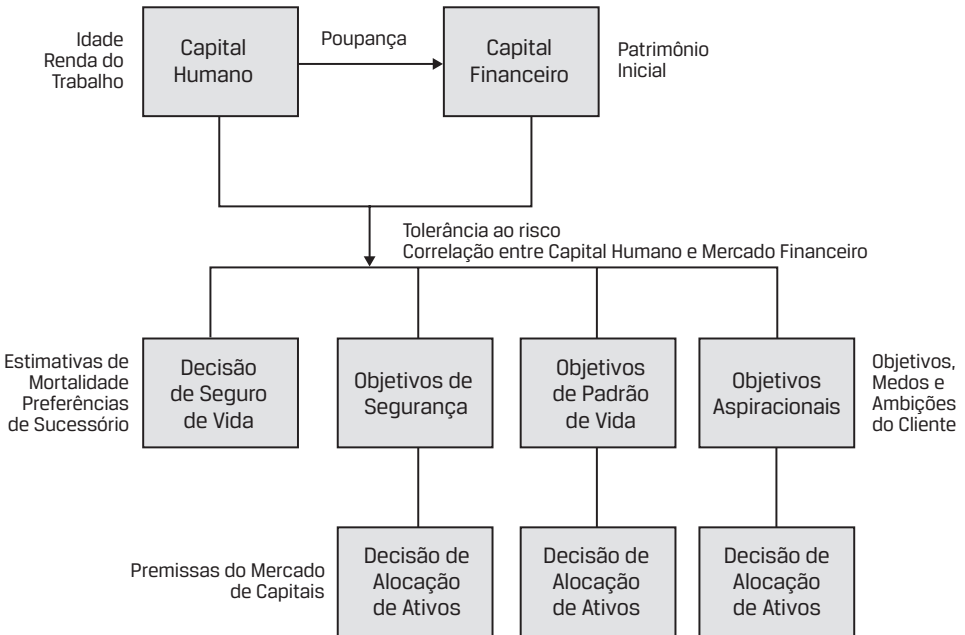 Idade
Renda do
Trabalho
Capital
Humano
Poupança
Capital
Financeiro
Patrimônio
Inicial
Tolerância ao risco
Correlação entre Capital Humano e Mercado Financeiro
Estimativas de
Mortalidade
Preferências
de Sucessório
Decisão
de Seguro
de Vida
Objetivos de
Segurança
Objetivos
de Padrão
de Vida
Objetivos
Aspiracionais
Objetivos,
Medos e
Ambições
do Cliente
Premissas do Mercado
de Capitais
Decisão de
Alocação
de Ativos
Decisão de
Alocação
de Ativos
Decisão de
Alocação
de Ativos